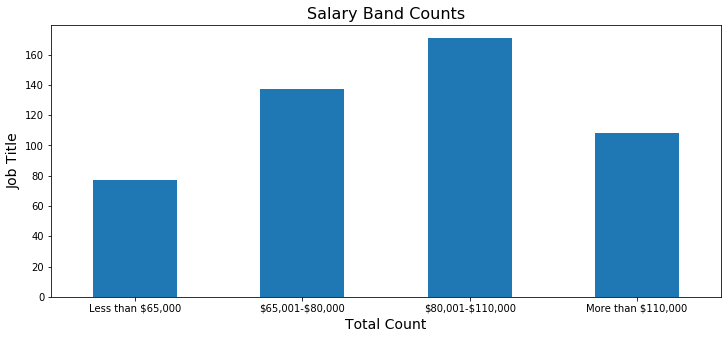 Salary Band Counts
Job Title
160
140
120
100
80
60
40
20
0
Less than $65,000
$65,001-$80,000
$80,001-$110,000
More than $110,000
Total Count